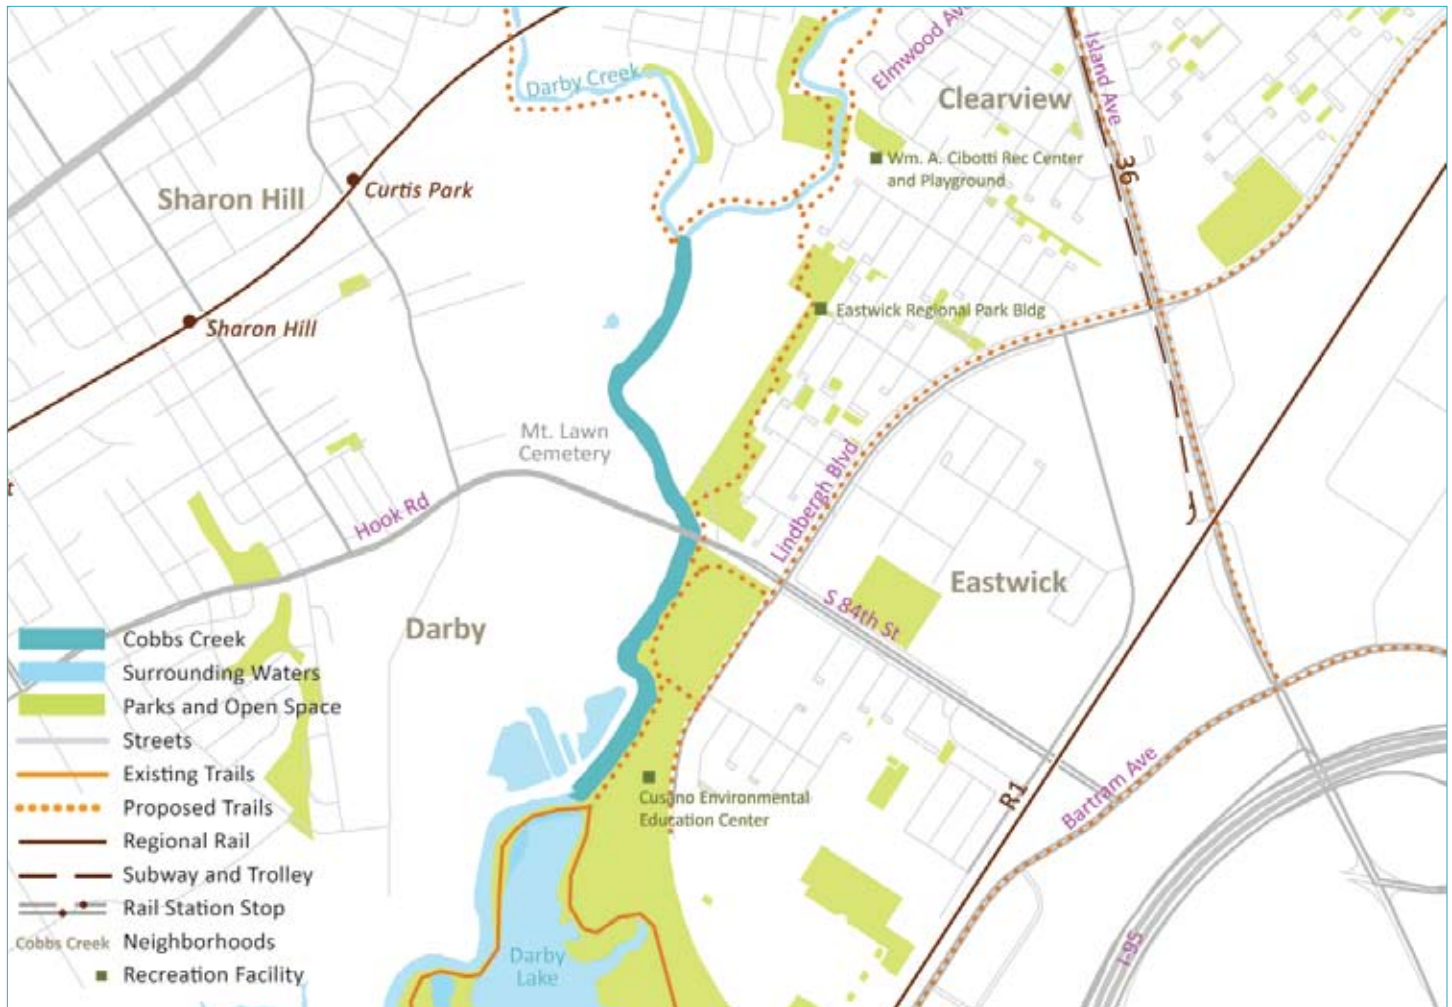 Darby Creek
Elmwood Ave
Island Ave
Clearview
36
Wm. A. Cibotti Rec Center
and Playground
Sharon Hill
Curtis Park
Sharon Hill
Eastwick Regional Park Bldg
Mt. Lawn
Cemetery
Hook Rd
Lindbergh Blvd
Eastwick
S 84th St
Darby
Cusano Environmental
Education Center
R1
Bartram Ave
I-95
Darby
Lake
t
Cobbs Creek
Surrounding Waters
Parks and Open Space
Streets
Existing Trails
Proposed Trails
Regional Rail
Subway and Trolley
Rail Station Stop
Cobbs Creek Neighborhoods
Recreation Facility